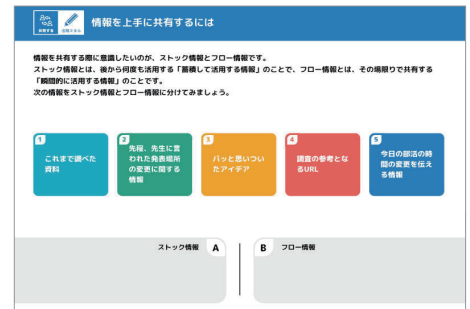 情報を上手に共有するには
情報を共有する際に意識したいのが、ストック情報とフロー情報です。
ストック情報とは、後から何度も活用する「蓄積して活用する情報」のことで、フロー情報とは、その場限りで共有する
「瞬間的に活用する情報」のことです。
次の情報をストック情報とフロー情報に分けてみましょう。
1
これまで調べた
資料
2
先程、先生に言
われた発表場所
の変更に関する
情報
3
パッと思いつい
たアイデア
4
調査の参考とな
るURL
5
今日の部活の時
間の変更を伝え
る情報
ストック情報 A
B フロー情報